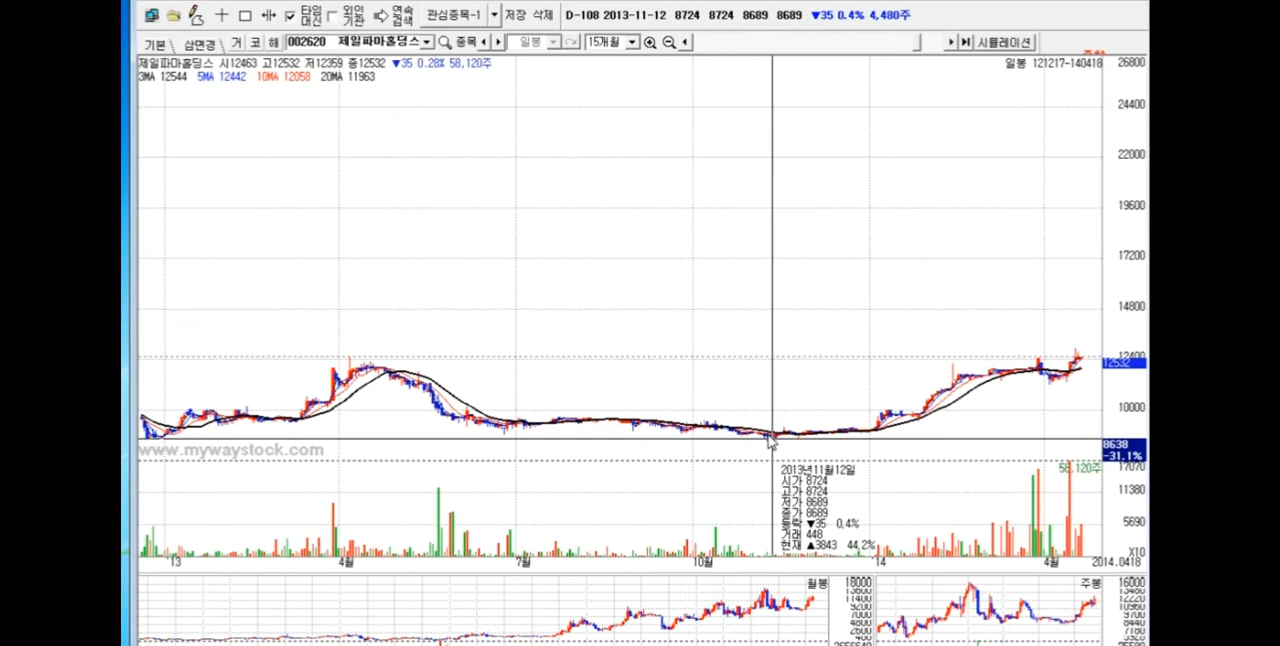 타임머신 외인기관 연속검색 관심종목-1 저장 삭제 D-108 2013-11-12 8724 8724 8689 8689 ▼35 0.4% 4,480주
기본 삼면경 거 코 해 002620 제일파마홀딩스 종목 일봉 15개월 시뮬레이션
제일파마홀딩스 시12463 고12532 저12359 종12532 ▼35 0.28% 58,120주 일봉 121217-140418
3MA 12544 5MA 12442 10MA 12058 20MA 11963
26800
24400
22000
19600
17200
14800
12400
12532
10000
8638
-31.1%
www.mywaystock.com
58,120주
17070
11380
5690
X10
2013년11월12일
시가 8724
고가 8724
저가 8689
종가 8689
등락 ▼35 0.4%
거래 448
현재 ▲3843 44.2%
13 4월 7월 10월 14 4월 2014.0418
월봉
18000
주봉
16000